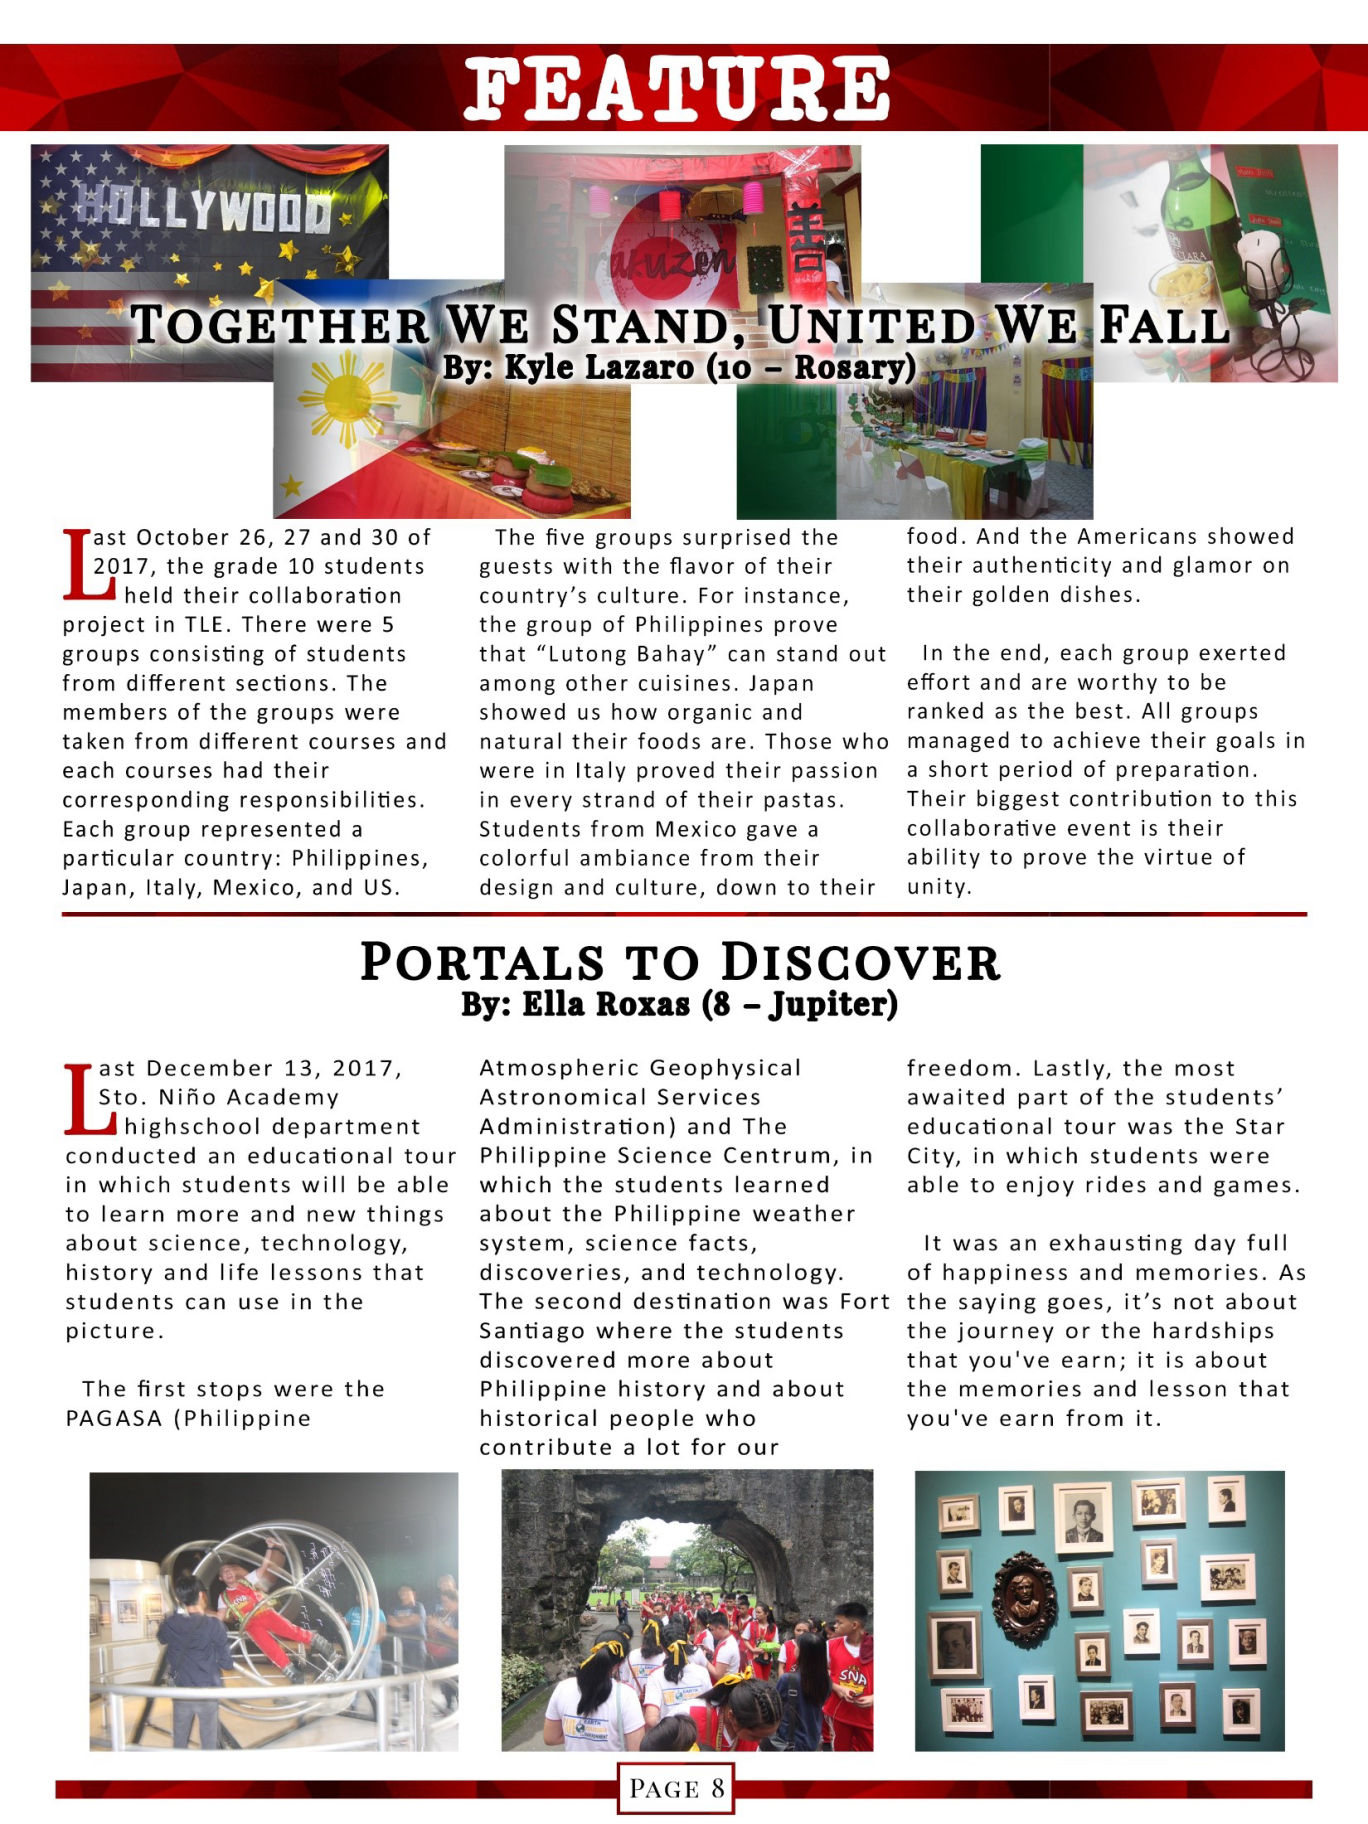 FEATURE
HOLLYWOOD
TOGETHER WE STAND, UNITED WE FALL
By: Kyle Lazaro (10 – Rosary)
Last October 26, 27 and 30 of
2017, the grade 10 students
held their collaboration
project in TLE. There were 5
groups consisting of students
from different sections. The
members of the groups were
taken from different courses and
each courses had their
corresponding responsibilities.
Each group represented a
particular country: Philippines,
Japan, Italy, Mexico, and US.
The five groups surprised the
guests with the flavor of their
country’s culture. For instance,
the group of Philippines prove
that “Lutong Bahay” can stand out
among other cuisines. Japan
showed us how organic and
natural their foods are. Those who
were in Italy proved their passion
in every strand of their pastas.
Students from Mexico gave a
colorful ambiance from their
design and culture, down to their
food. And the Americans showed
their authenticity and glamor on
their golden dishes.
In the end, each group exerted
effort and are worthy to be
ranked as the best. All groups
managed to achieve their goals in
a short period of preparation.
Their biggest contribution to this
collaborative event is their
ability to prove the virtue of
unity.
PORTALS TO DISCOVER
By: Ella Roxas (8 – Jupiter)
Last December 13, 2017,
Sto. Niño Academy
highschool department
conducted an educational tour
in which students will be able
to learn more and new things
about science, technology,
history and life lessons that
students can use in the
picture.
The first stops were the
PAGASA (Philippine
Atmospheric Geophysical
Astronomical Services
Administration) and The
Philippine Science Centrum, in
which the students learned
about the Philippine weather
system, science facts,
discoveries, and technology.
The second destination was Fort
Santiago where the students
discovered more about
Philippine history and about
historical people who
contribute a lot for our
freedom. Lastly, the most
awaited part of the students’
educational tour was the Star
City, in which students were
able to enjoy rides and games.
It was an exhausting day full
of happiness and memories. As
the saying goes, it’s not about
the journey or the hardships
that you've earn; it is about
the memories and lesson that
you've earn from it.
SNA
PAGE 8